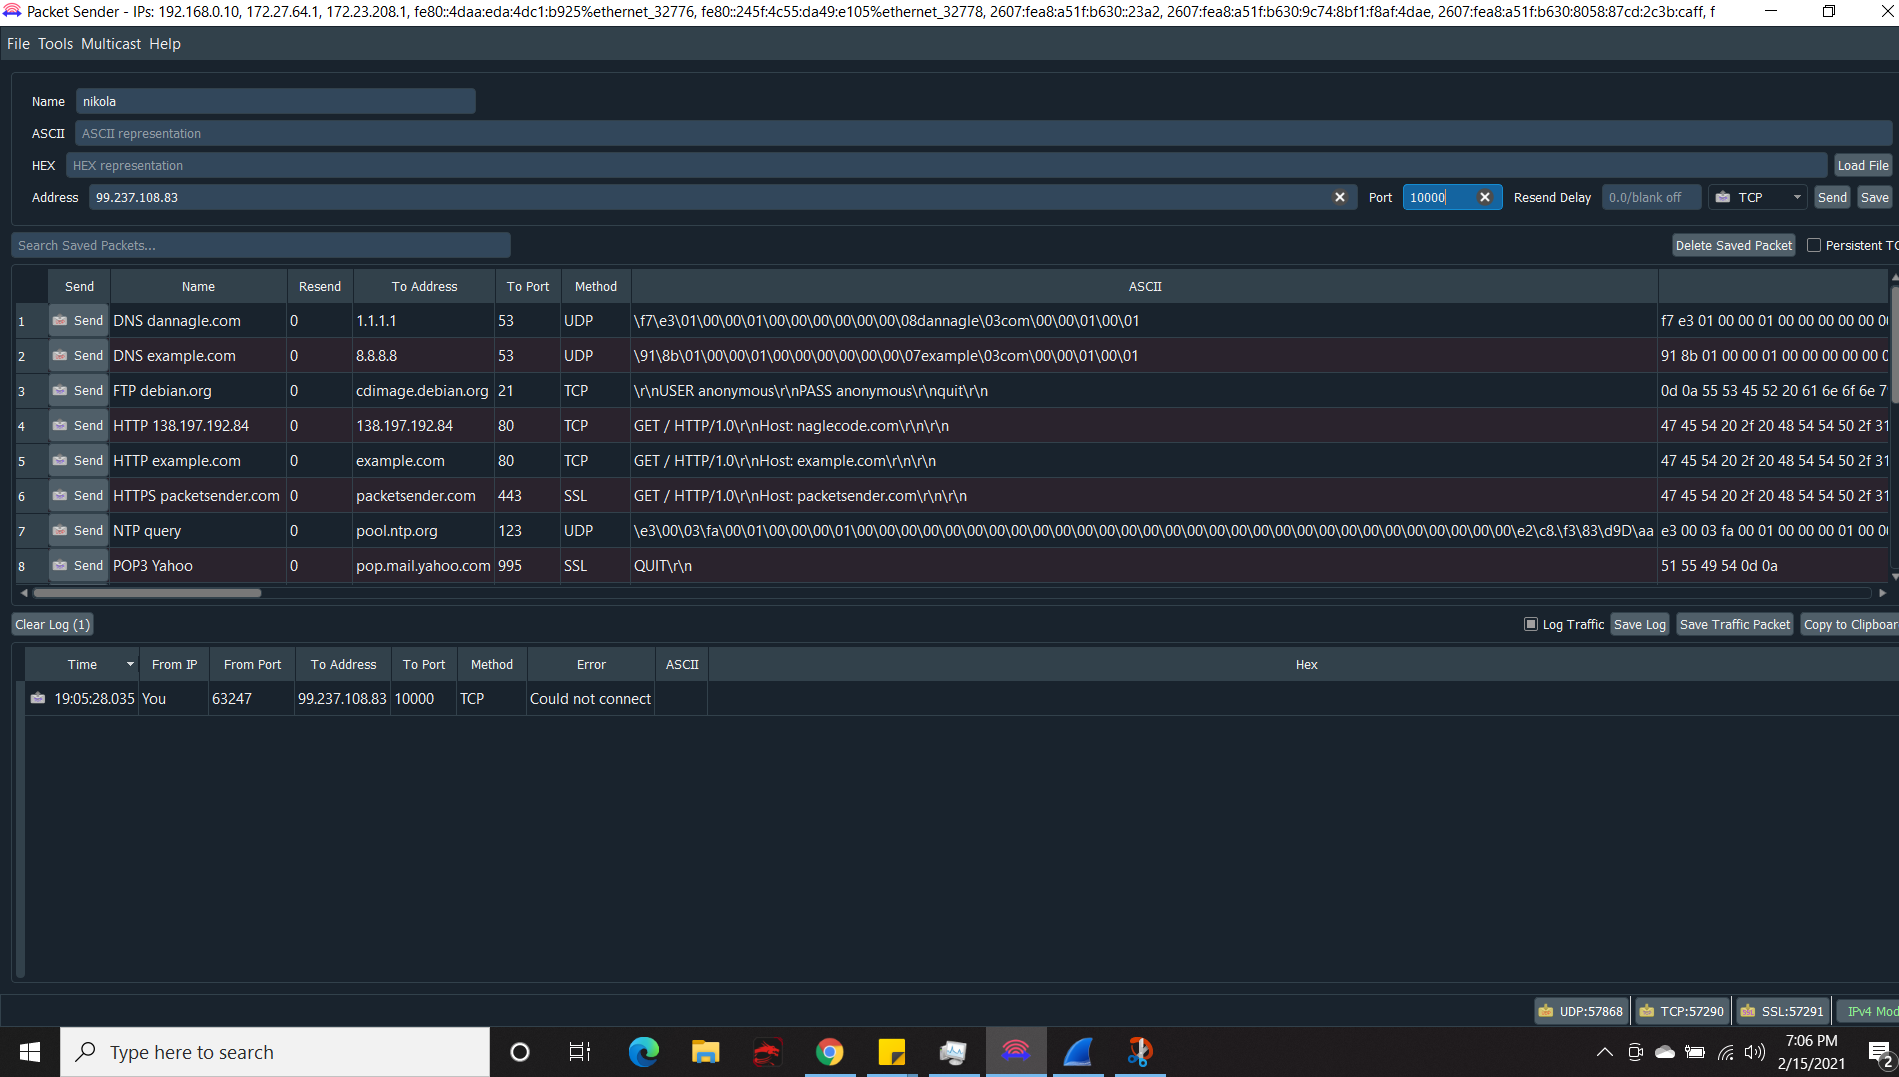 Packet Sender - IPs: 192.168.0.10, 172.27.64.1, 172.23.208.1, fe80::4daa:eda:4dc1:b925%ethernet_32776, fe80::245f:4c55:da49:e105%ethernet_32778, 2607:fea8:a51f:b630::23a2, 2607:fea8:a51f:b630:9c74:8bf1:f8af:4dae, 2607:fea8:a51f:b630:8058:87cd:2c3b:caff, f
File Tools Multicast Help
Name nikola
ASCII ASCII representation
HEX HEX representation Load File
Address 99.237.108.83 Port 10000 Resend Delay 0.0/blank off TCP Send Save
Search Saved Packets... Delete Saved Packet Persistent TC
Send Name Resend To Address To Port Method ASCII
1 Send DNS dannagle.com 0 1.1.1.1 53 UDP \f7\e3\01\00\00\01\00\00\00\00\00\00\08dannagle\03com\00\00\01\00\01 f7 e3 01 00 00 01 00 00 00 00 00 00
2 Send DNS example.com 0 8.8.8.8 53 UDP \91\8b\01\00\00\01\00\00\00\00\00\00\07example\03com\00\00\01\00\01 91 8b 01 00 00 01 00 00 00 00 00 0
3 Send FTP debian.org 0 cdimage.debian.org 21 TCP \r\nUSER anonymous\r\nPASS anonymous\r\nquit\r\n 0d 0a 55 53 45 52 20 61 6e 6f 6e 7
4 Send HTTP 138.197.192.84 0 138.197.192.84 80 TCP GET / HTTP/1.0\r\nHost: naglecode.com\r\n\r\n 47 45 54 20 2f 20 48 54 54 50 2f 31
5 Send HTTP example.com 0 example.com 80 TCP GET / HTTP/1.0\r\nHost: example.com\r\n\r\n 47 45 54 20 2f 20 48 54 54 50 2f 31
6 Send HTTPS packetsender.com 0 packetsender.com 443 SSL GET / HTTP/1.0\r\nHost: packetsender.com\r\n\r\n 47 45 54 20 2f 20 48 54 54 50 2f 31
7 Send NTP query 0 pool.ntp.org 123 UDP \e3\00\03\fa\00\01\00\00\00\01\00\00\00\00\00\00\00\00\00\00\00\00\00\00\00\00\00\00\00\00\00\00\00\00\00\00\00\00\00\00\e2\c8.\f3\83\d9D\aa e3 00 03 fa 00 01 00 00 00 01 00 00
8 Send POP3 Yahoo 0 pop.mail.yahoo.com 995 SSL QUIT\r\n 51 55 49 54 0d 0a
Clear Log (1) Log Traffic Save Log Save Traffic Packet Copy to Clipboar
Time From IP From Port To Address To Port Method Error ASCII Hex
19:05:28.035 You 63247 99.237.108.83 10000 TCP Could not connect
UDP:57868 TCP:57290 SSL:57291 IPv4 Mod
Type here to search
7:06 PM
2/15/2021
2